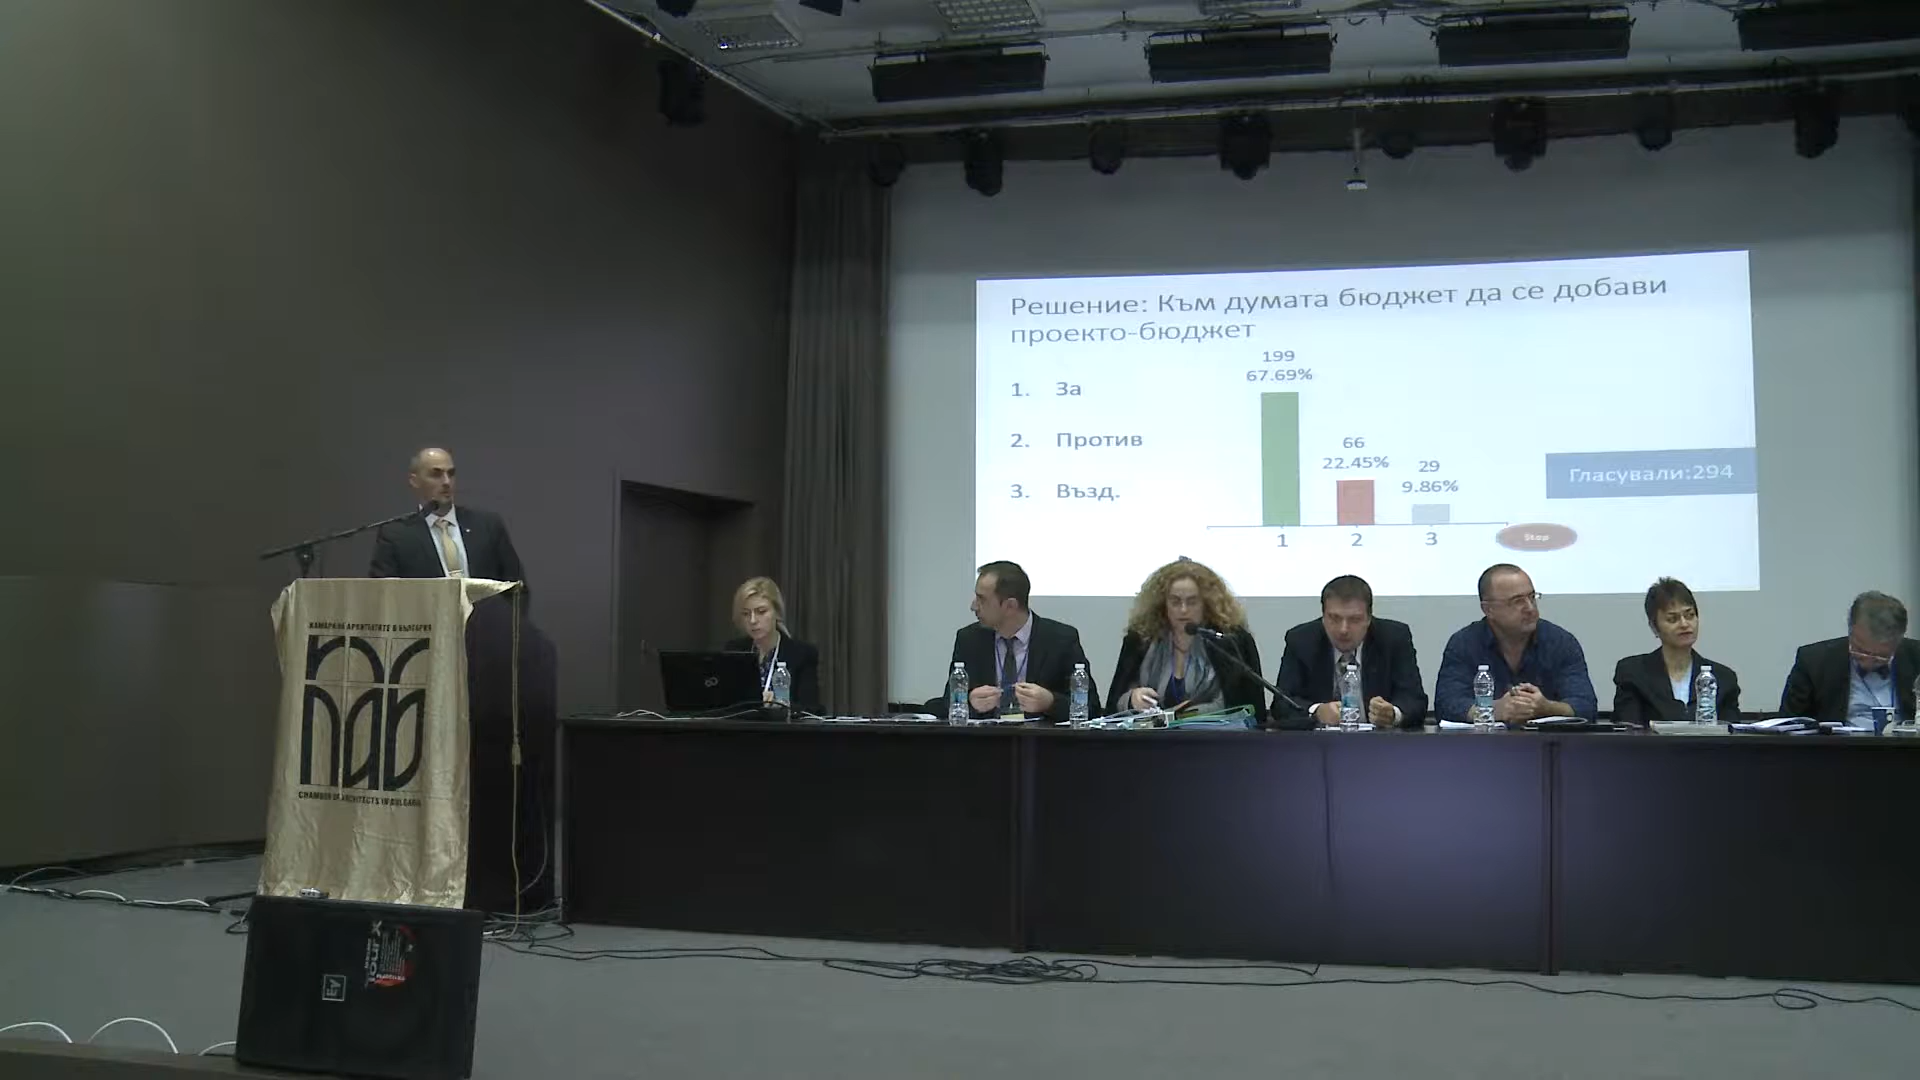 Решение: Към думата бюджет да се добави
проекто-бюджет
1. За
2. Против
3. Възд.
199
67.69%
66
22.45%
29
9.86%
1 2 3
Гласували:294
Stop
КАМАРА НА АРХИТЕКТИТЕ В БЪЛГАРИЯ
CHAMBER OF ARCHITECTS IN BULGARIA
EV